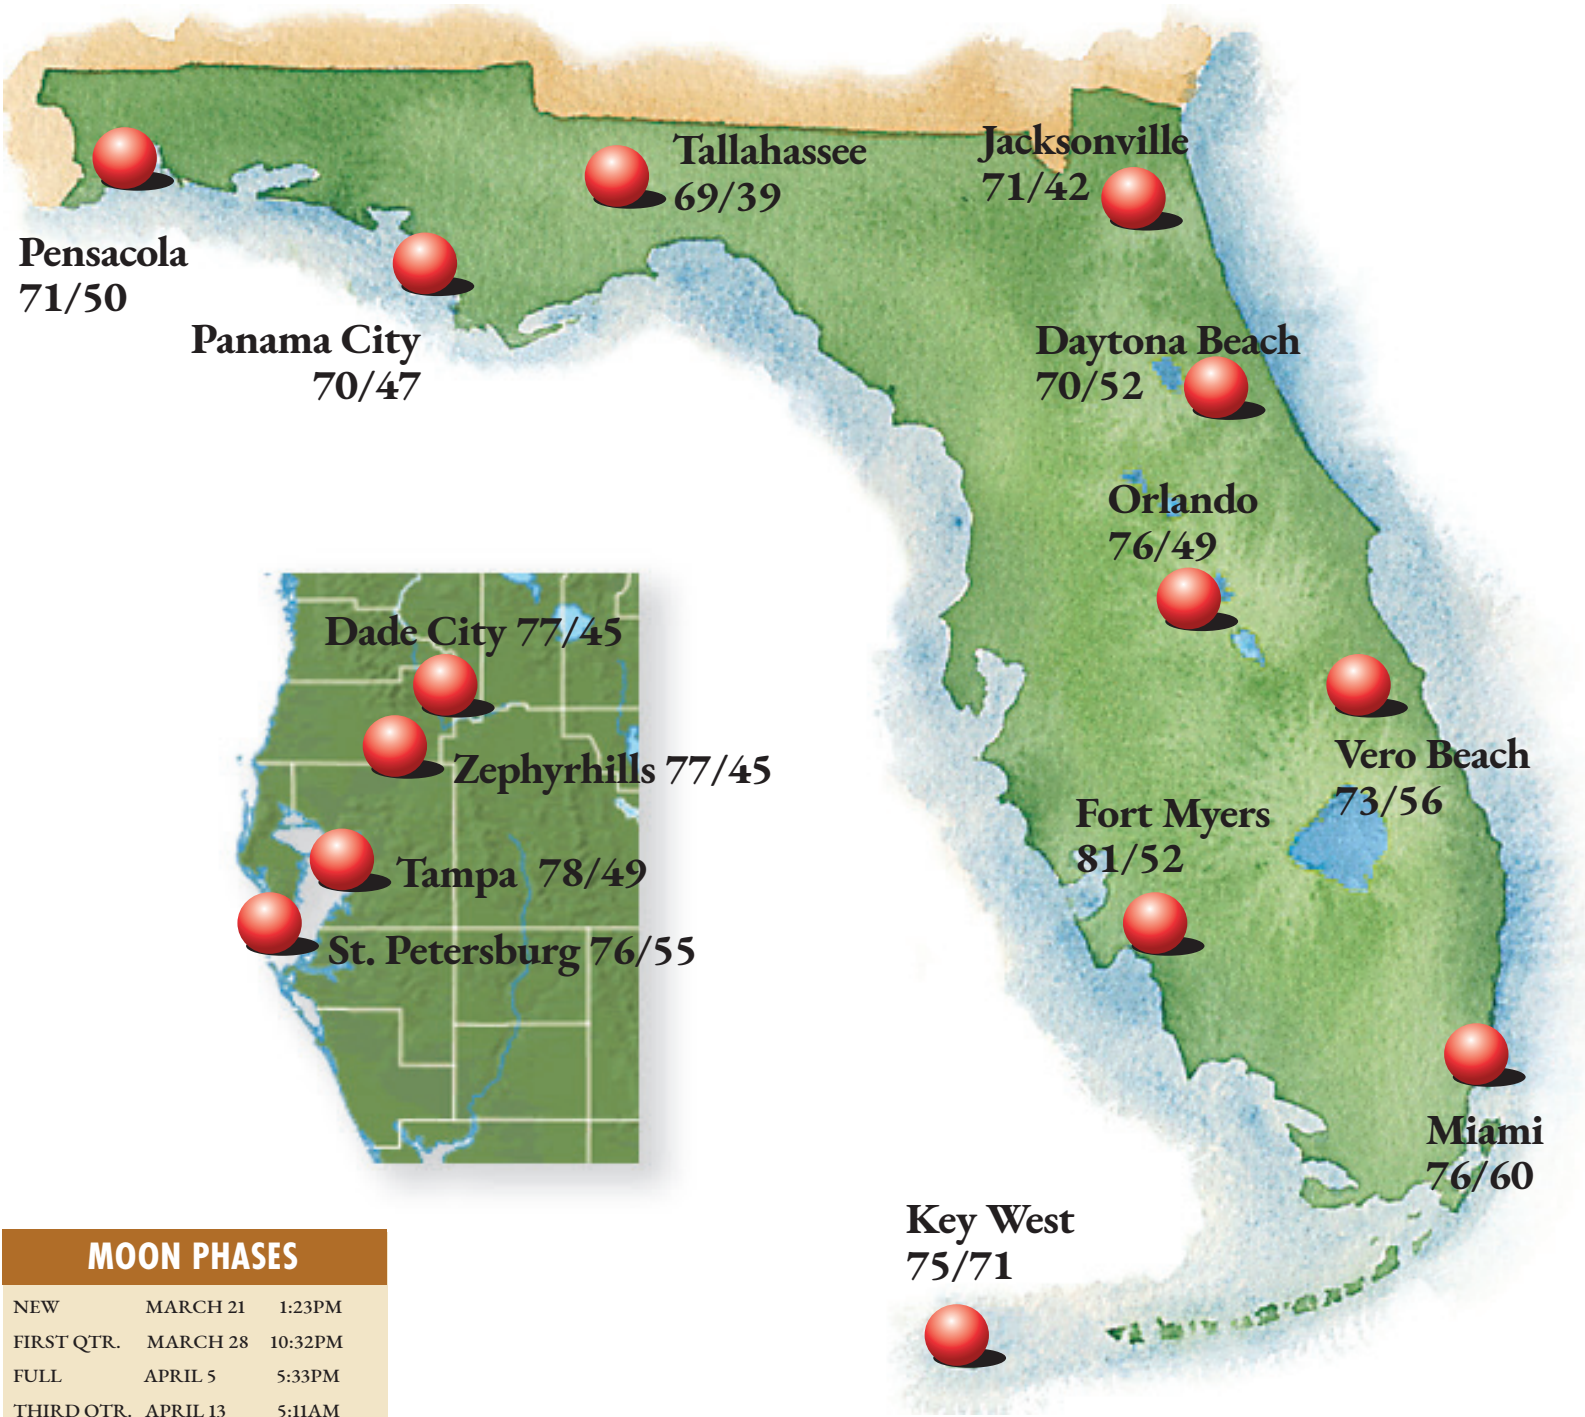 Tallahassee
69/39
Jacksonville
71/42
Pensacola
71/50
Panama City
70/47
Daytona Beach
70/52
Orlando
76/49
Dade City 77/45
Zephyrhills 77/45
Tampa 78/49
St. Petersburg 76/55
Vero Beach
73/56
Fort Myers
81/52
Miami
76/60
Key West
75/71
MOON PHASES
NEW MARCH 21 1:23PM
FIRST QTR. MARCH 28 10:32PM
FULL APRIL 5 5:33PM
THIRD QTR. APRIL 13 5:11AM